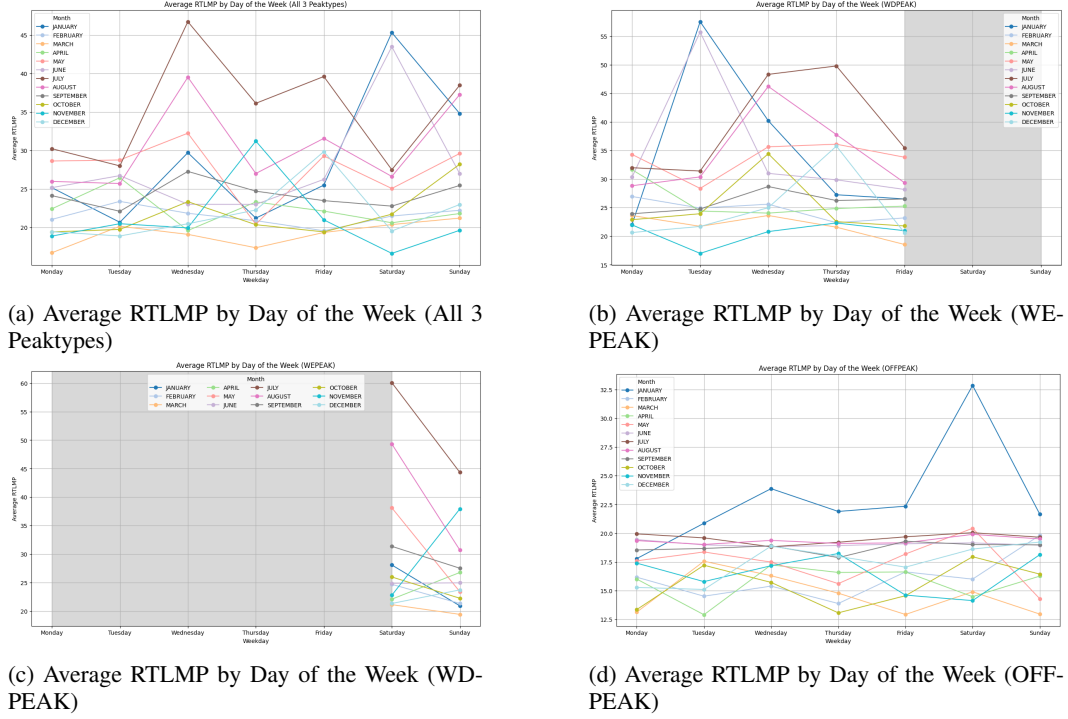 Average RTLMP by Day of the Week (All 3 Peaktypes)
Month
JANUARY
FEBRUARY
MARCH
APRIL
MAY
JUNE
JULY
AUGUST
SEPTEMBER
OCTOBER
NOVEMBER
DECEMBER
45
40
35
30
25
20
Average RTLMP
Monday Tuesday Wednesday Thursday Friday Saturday Sunday
Weekday
(a) Average RTLMP by Day of the Week (All 3
Peaktypes)
Average RTLMP by Day of the Week (WDPEAK)
Month
JANUARY
FEBRUARY
MARCH
APRIL
MAY
JUNE
JULY
AUGUST
SEPTEMBER
OCTOBER
NOVEMBER
DECEMBER
55
50
45
40
35
30
25
20
15
Average RTLMP
Monday Tuesday Wednesday Thursday Friday Saturday Sunday
Weekday
(b) Average RTLMP by Day of the Week (WE-
PEAK)
Average RTLMP by Day of the Week (WEPEAK)
Month
JANUARY APRIL JULY OCTOBER
FEBRUARY MAY AUGUST NOVEMBER
MARCH JUNE SEPTEMBER DECEMBER
60
55
50
45
40
35
30
25
20
Average RTLMP
Monday Tuesday Wednesday Thursday Friday Saturday Sunday
Weekday
(c) Average RTLMP by Day of the Week (WD-
PEAK)
Average RTLMP by Day of the Week (OFFPEAK)
Month
JANUARY
FEBRUARY
MARCH
APRIL
MAY
JUNE
JULY
AUGUST
SEPTEMBER
OCTOBER
NOVEMBER
DECEMBER
32.5
30.0
27.5
25.0
22.5
20.0
17.5
15.0
12.5
Average RTLMP
Monday Tuesday Wednesday Thursday Friday Saturday Sunday
Weekday
(d) Average RTLMP by Day of the Week (OFF-
PEAK)